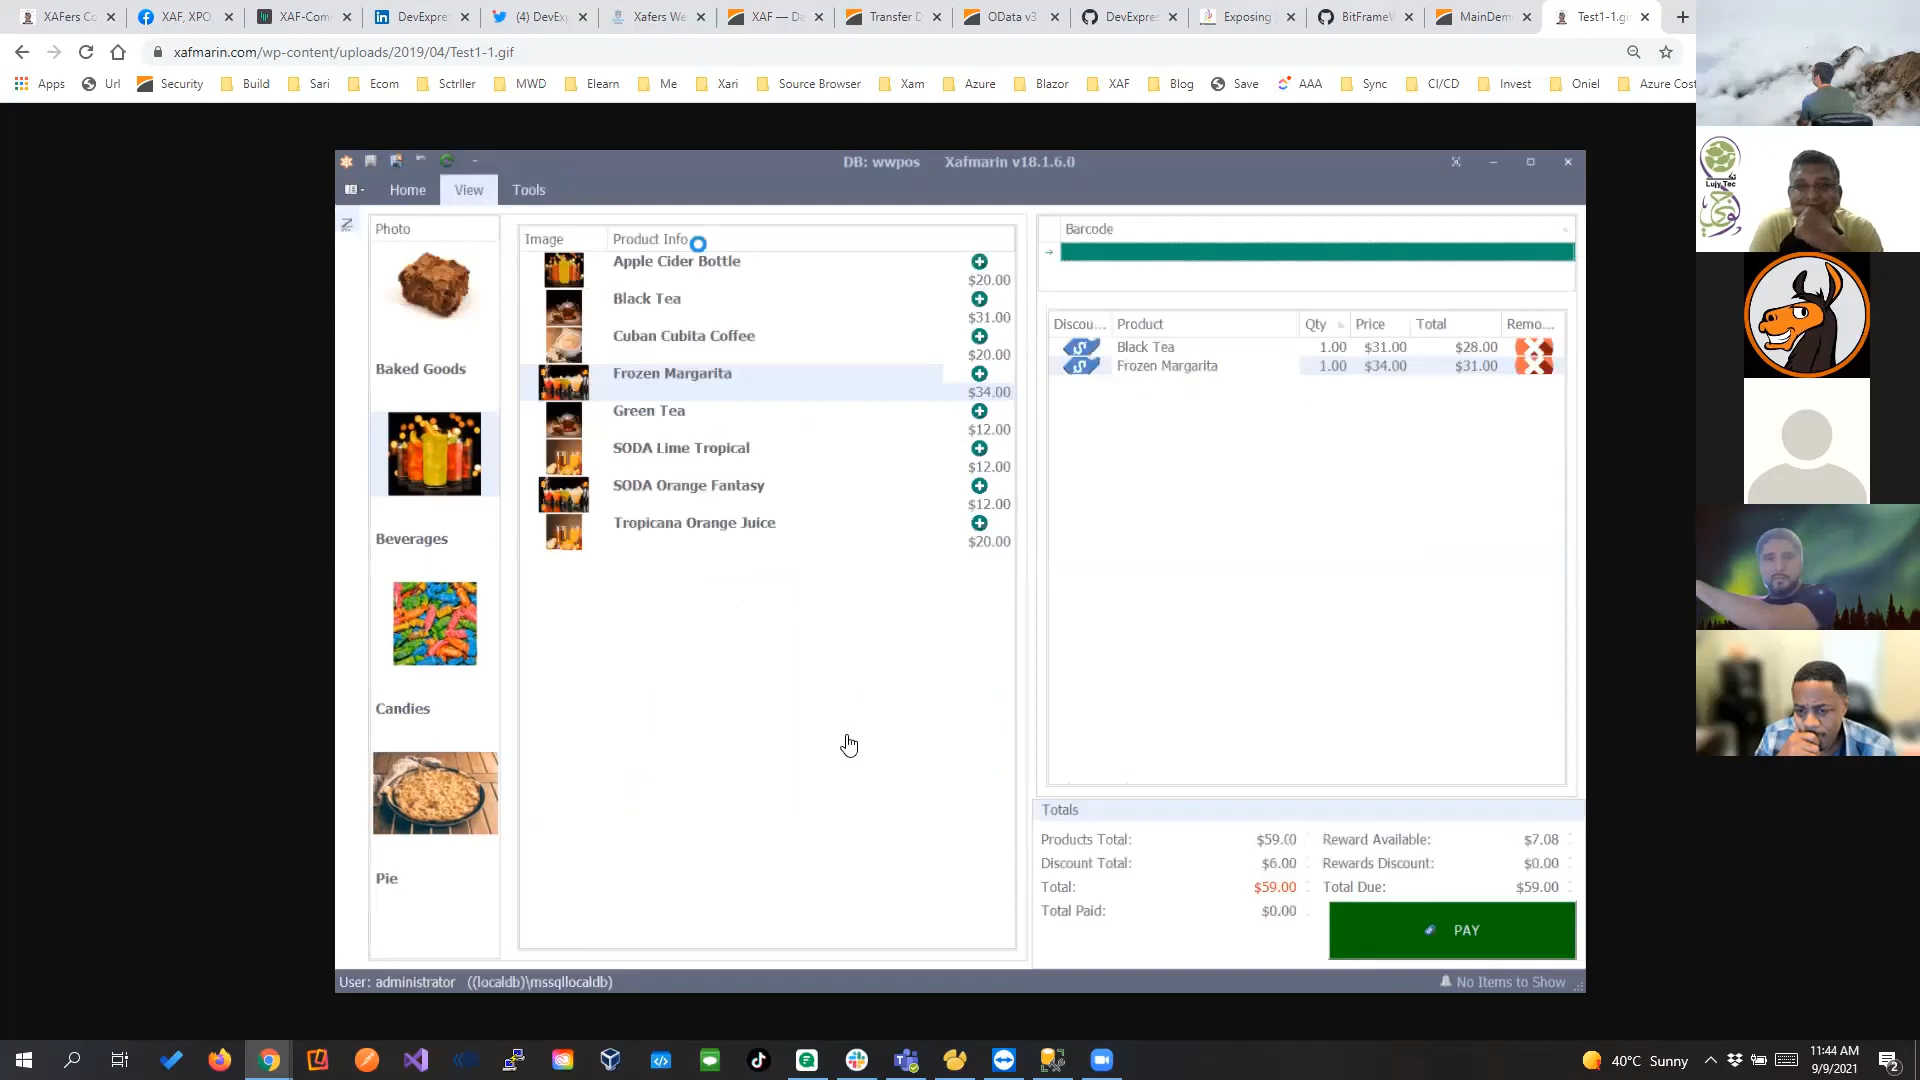 XAFers Co
XAF, XPO
XAF-Com
DevExpre
(4) DevEx
Xafers We
XAF — Da
Transfer D
OData v3
DevExpre
Exposing
BitFrameW
MainDem
Test1-1.gi
xafmarin.com/wp-content/uploads/2019/04/Test1-1.gif
Apps Url Security Build Sari Ecom Sctrller MWD Elearn Me Xari Source Browser Xam Azure Blazor XAF Blog Save AAA Sync CI/CD Invest Oniel Azure Cost
DB: wwpos Xafmarin v18.1.6.0
Home View Tools
Photo
Baked Goods
Beverages
Candies
Pie
Image Product Info
Apple Cider Bottle
$20.00
Black Tea
$31.00
Cuban Cubita Coffee
$20.00
Frozen Margarita
$34.00
Green Tea
$12.00
SODA Lime Tropical
$12.00
SODA Orange Fantasy
$12.00
Tropicana Orange Juice
$20.00
Barcode
Discou... Product Qty Price Total Remo...
Black Tea 1.00 $31.00 $28.00
Frozen Margarita 1.00 $34.00 $31.00
Totals
Products Total: $59.00 Reward Available: $7.08
Discount Total: $6.00 Rewards Discount: $0.00
Total: $59.00 Total Due: $59.00
Total Paid: $0.00
PAY
User: administrator ((localdb)\mssqllocaldb)
No Items to Show
Lujy Tec
40°C Sunny
11:44 AM
9/9/2021
2